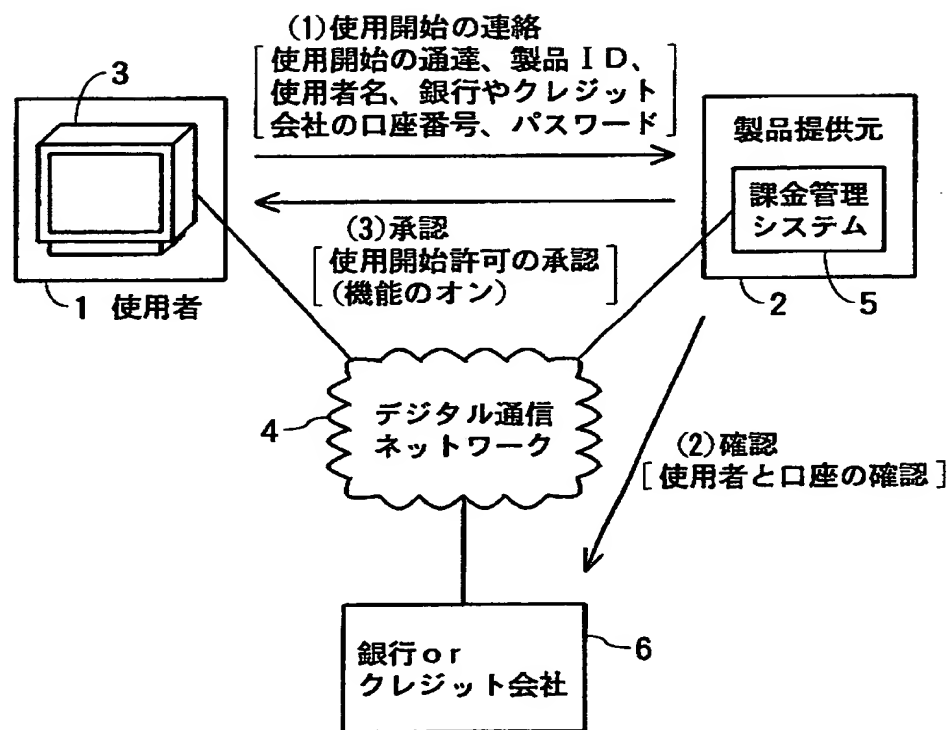 (1)使用開始の連絡
使用開始の通達、製品ID、
使用者名、銀行やクレジット
会社の口座番号、パスワード
3
製品提供元
課金管理
システム
(3)承認
使用開始許可の承認
(機能のオン)
1 使用者
2
5
4
デジタル通信
ネットワーク
(2)確認
[使用者と口座の確認]
6
銀行or
クレジット会社